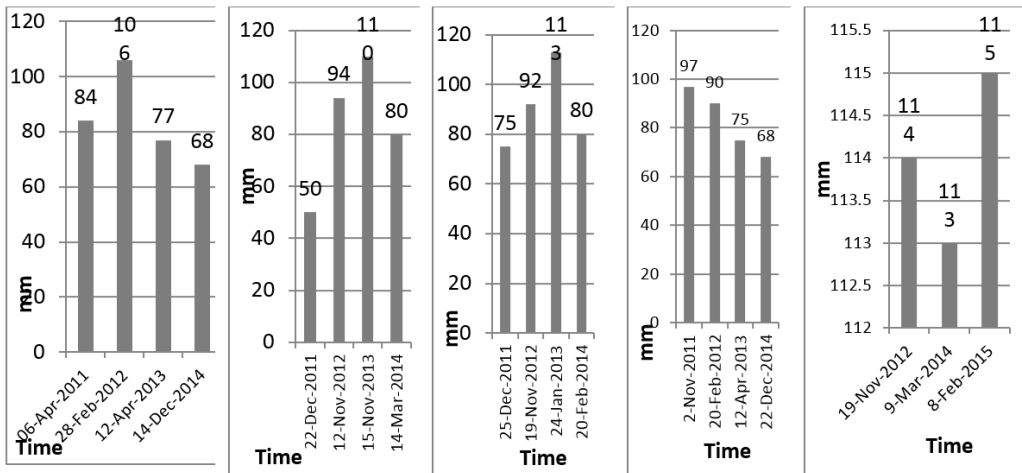 120
100
80
60
40
20
0
84
10
6
77
68
mm
06-Apr-2011
28-Feb-2012
12-Apr-2013
14-Dec-2014
Time
120
100
80
60
40
20
0
50
94
11
0
80
mm
22-Dec-2011
12-Nov-2012
15-Nov-2013
14-Mar-2014
Time
120
100
80
60
40
20
0
75
92
11
3
80
mm
25-Dec-2011
19-Nov-2012
24-Jan-2013
20-Feb-2014
Time
120
100
80
60
40
20
0
97
90
75
68
mm
2-Nov-2011
20-Feb-2012
12-Apr-2013
22-Dec-2014
Time
115.5
115
114.5
114
113.5
113
112.5
112
11
4
11
3
11
5
mm
19-Nov-2012
9-Mar-2014
8-Feb-2015
Time